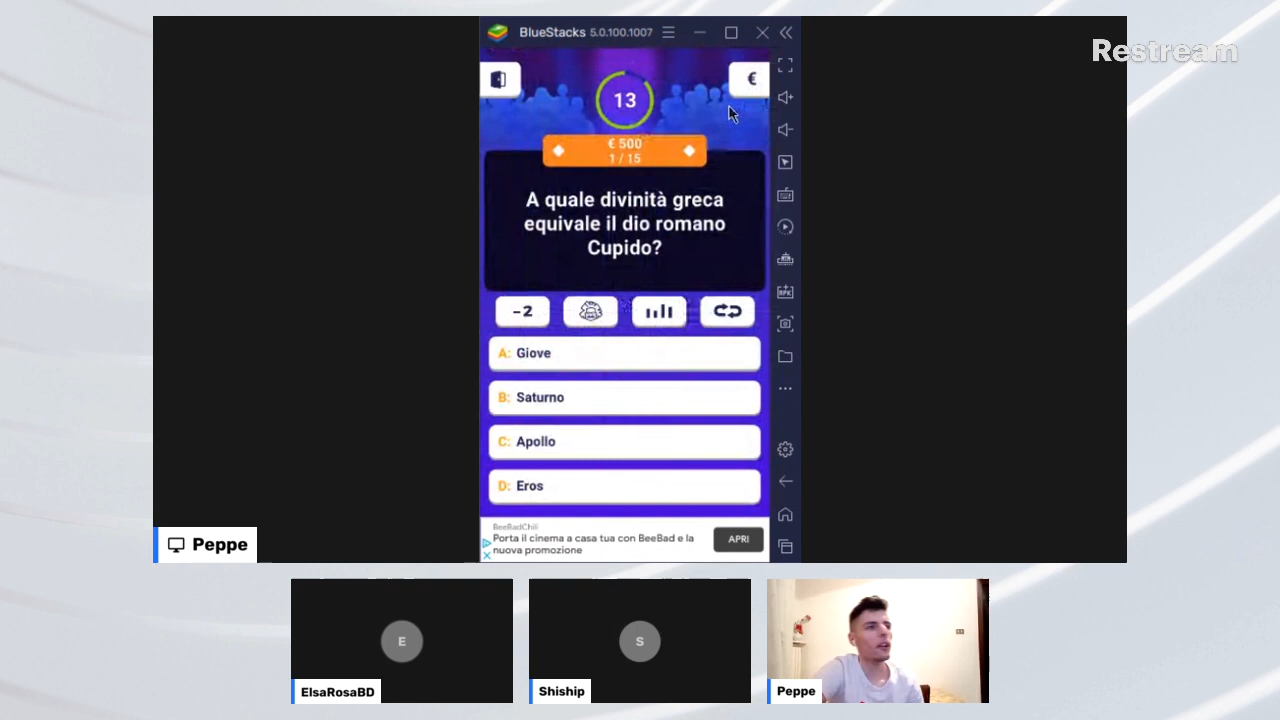 BlueStacks 5.0.100.1007
Restream
€
13
€ 500
1 / 15
A quale divinità greca
equivale il dio romano
Cupido?
-2
A: Giove
B: Saturno
C: Apollo
D: Eros
BeeBadChili
Porta il cinema a casa tua con BeeBad e la
nuova promozione
APRI
Peppe
E
ElsaRosaBD
S
Shiship
Peppe